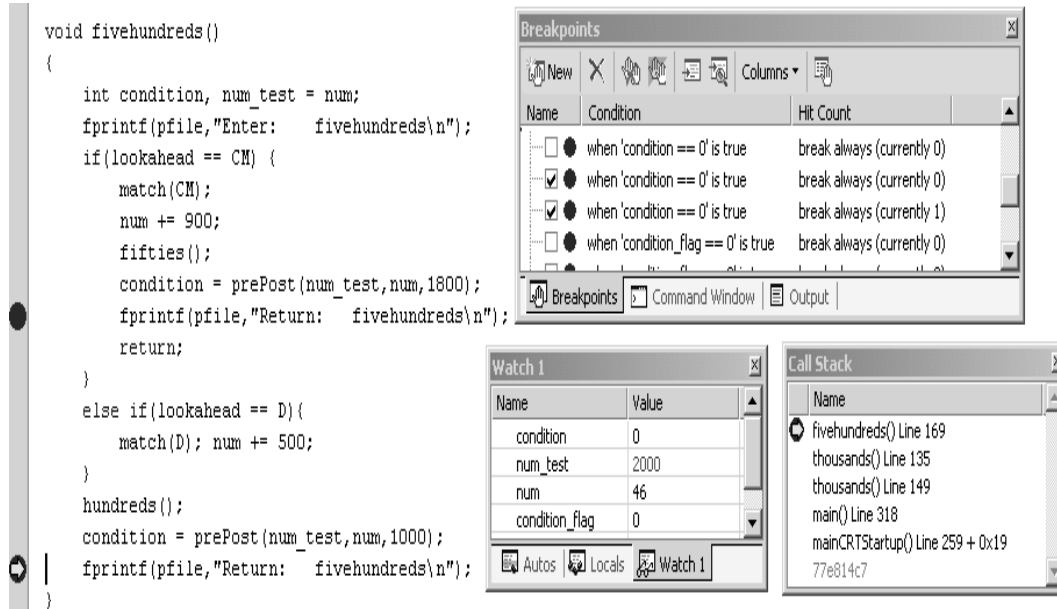 void fivehundreds()
{
int condition, num_test = num;
fprintf(pfile,"Enter:   fivehundreds\n");
if(lookahead == CM) {
match(CM);
num += 900;
fifties();
condition = prePost(num_test,num,1800);
fprintf(pfile,"Return:   fivehundreds\n");
return;
}
else if(lookahead == D){
match(D); num += 500;
}
hundreds();
condition = prePost(num_test,num,1000);
fprintf(pfile,"Return:   fivehundreds\n");
}
Breakpoints
New Columns
Name Condition Hit Count
when 'condition == 0' is true break always (currently 0)
when 'condition == 0' is true break always (currently 0)
when 'condition == 0' is true break always (currently 1)
when 'condition_flag == 0' is true break always (currently 0)
Breakpoints Command Window Output
Watch 1
Name Value
condition 0
num_test 2000
num 46
condition_flag 0
Autos Locals Watch 1
Call Stack
Name
fivehundreds() Line 169
thousands() Line 135
thousands() Line 149
main() Line 318
mainCRTStartup() Line 259 + 0x19
77e814c7